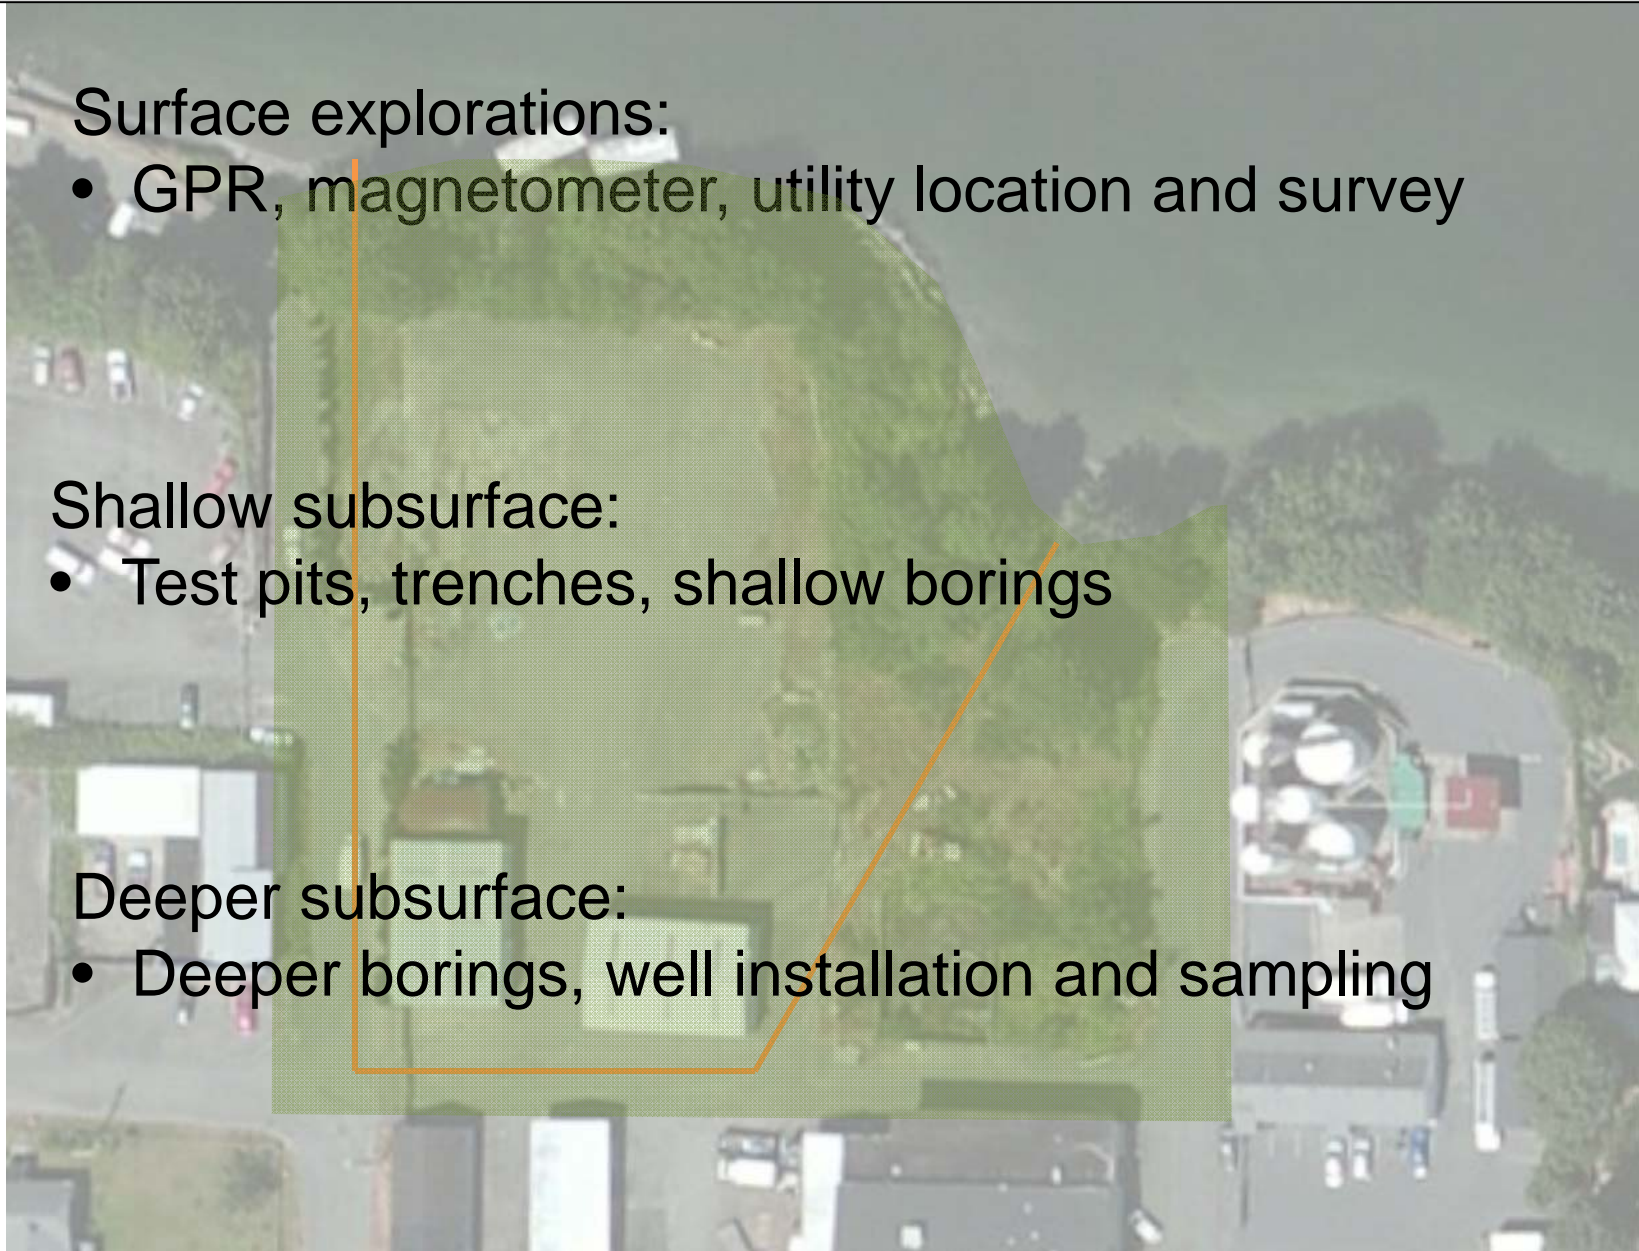 Surface explorations:
• GPR, magnetometer, utility location and survey
Shallow subsurface:
• Test pits, trenches, shallow borings
Deeper subsurface:
• Deeper borings, well installation and sampling